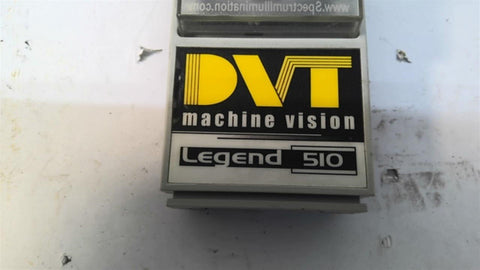 www.SpectrumIllumination.com
DVT
machine vision
Legend 510